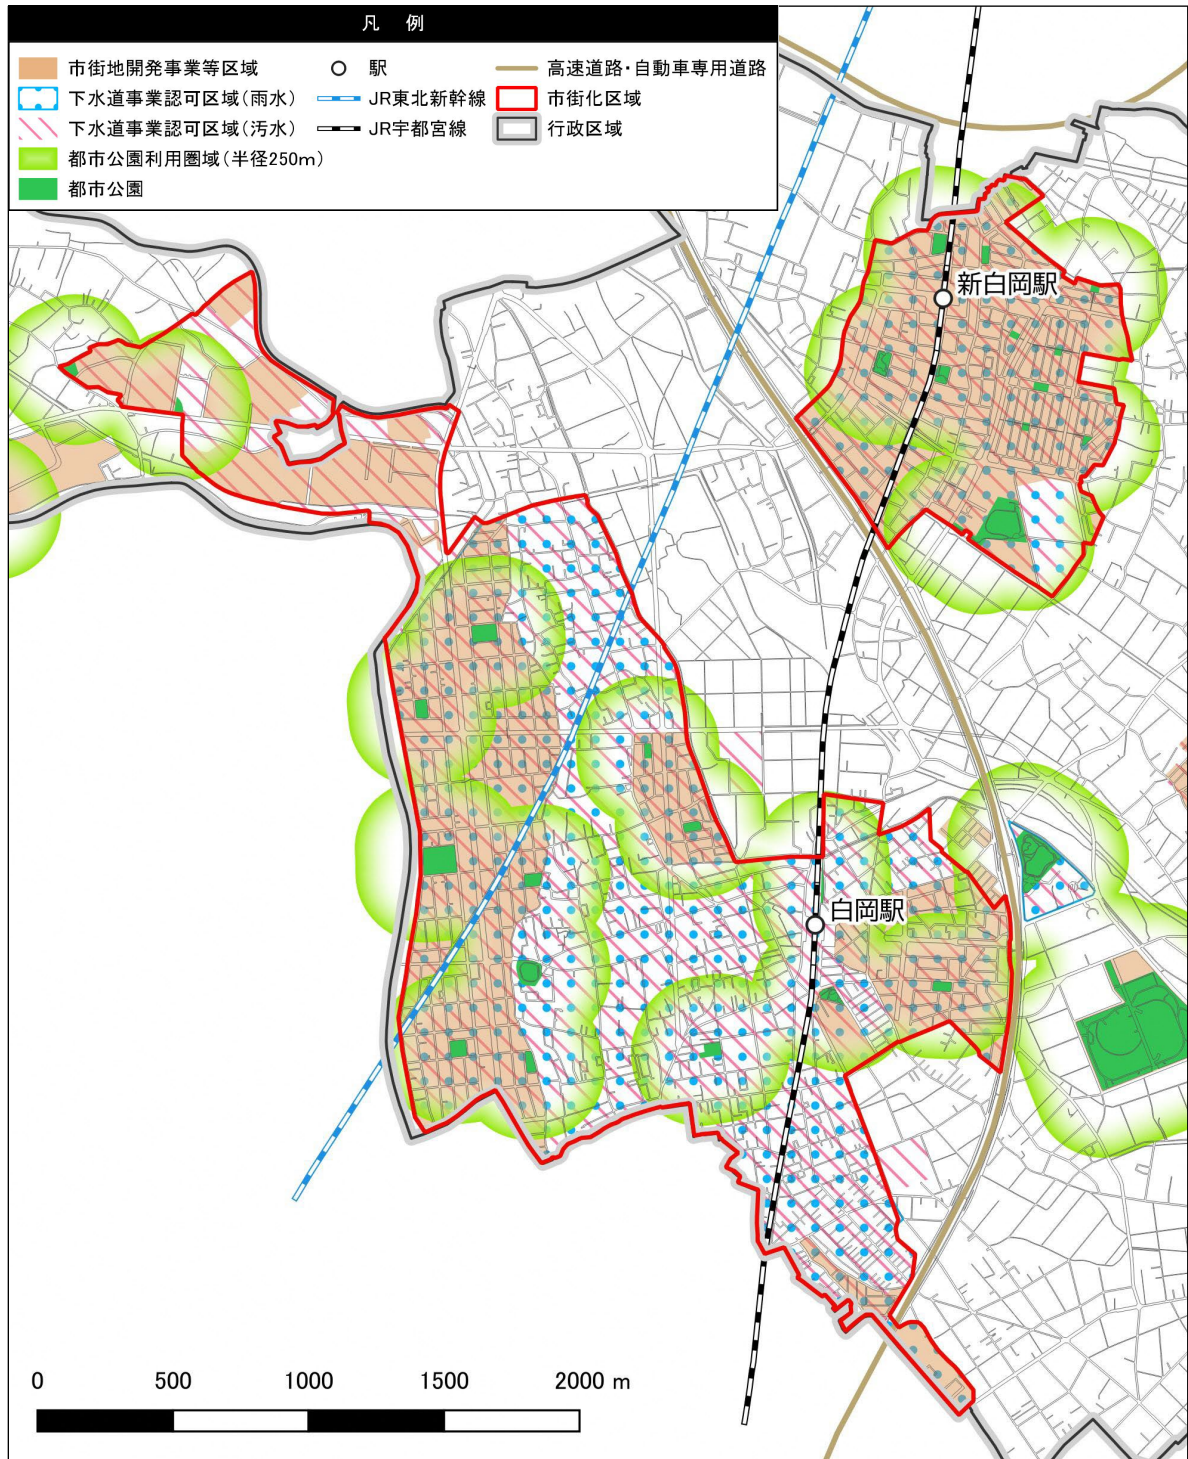 凡 例
市街地開発事業等区域
下水道事業認可区域(雨水)
下水道事業認可区域(汚水)
都市公園利用圏域(半径250m)
都市公園
駅
JR東北新幹線
JR宇都宮線
高速道路・自動車専用道路
市街化区域
行政区域
新白岡駅
白岡駅
0 500 1000 1500 2000 m